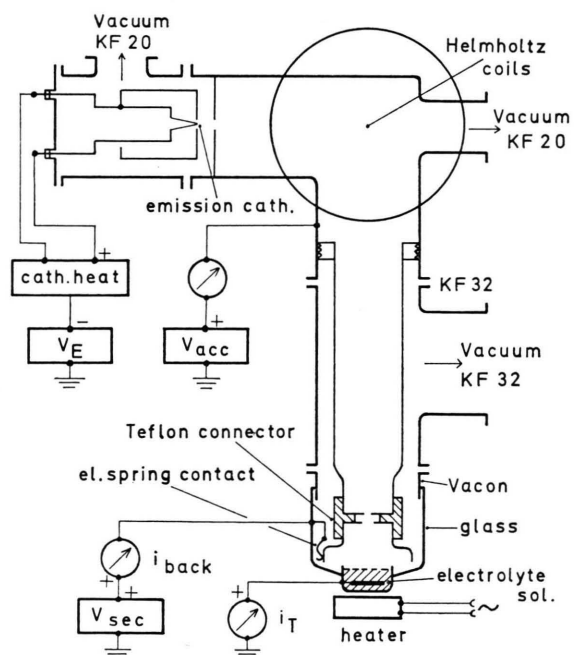 Vacuum
KF 20
Helmholtz
coils
Vacuum
KF 20
emission cath.
+
cath.heat
KF 32
−
+
V_E
V_acc
Vacuum
KF 32
Teflon connector
el.spring contact
Vacon
glass
i_back
+
+
+
electrolyte
sol.
V_sec
i_T
heater
~